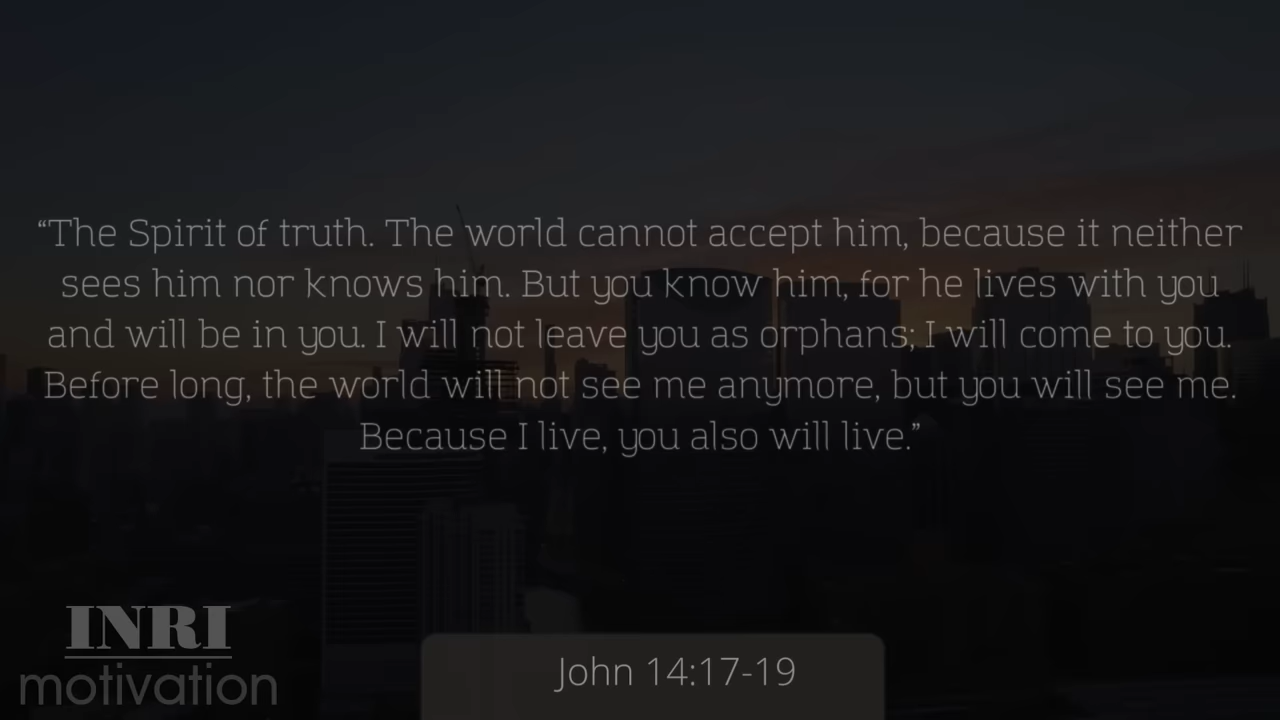 “The Spirit of truth. The world cannot accept him, because it neither
sees him nor knows him. But you know him, for he lives with you
and will be in you. I will not leave you as orphans; I will come to you.
Before long, the world will not see me anymore, but you will see me.
Because I live, you also will live.”
INRI
motivation
John 14:17-19